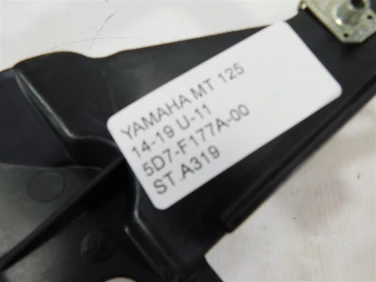 YAMAHA MT 125
14-19 U-11
5D7-F177A-00
ST A319